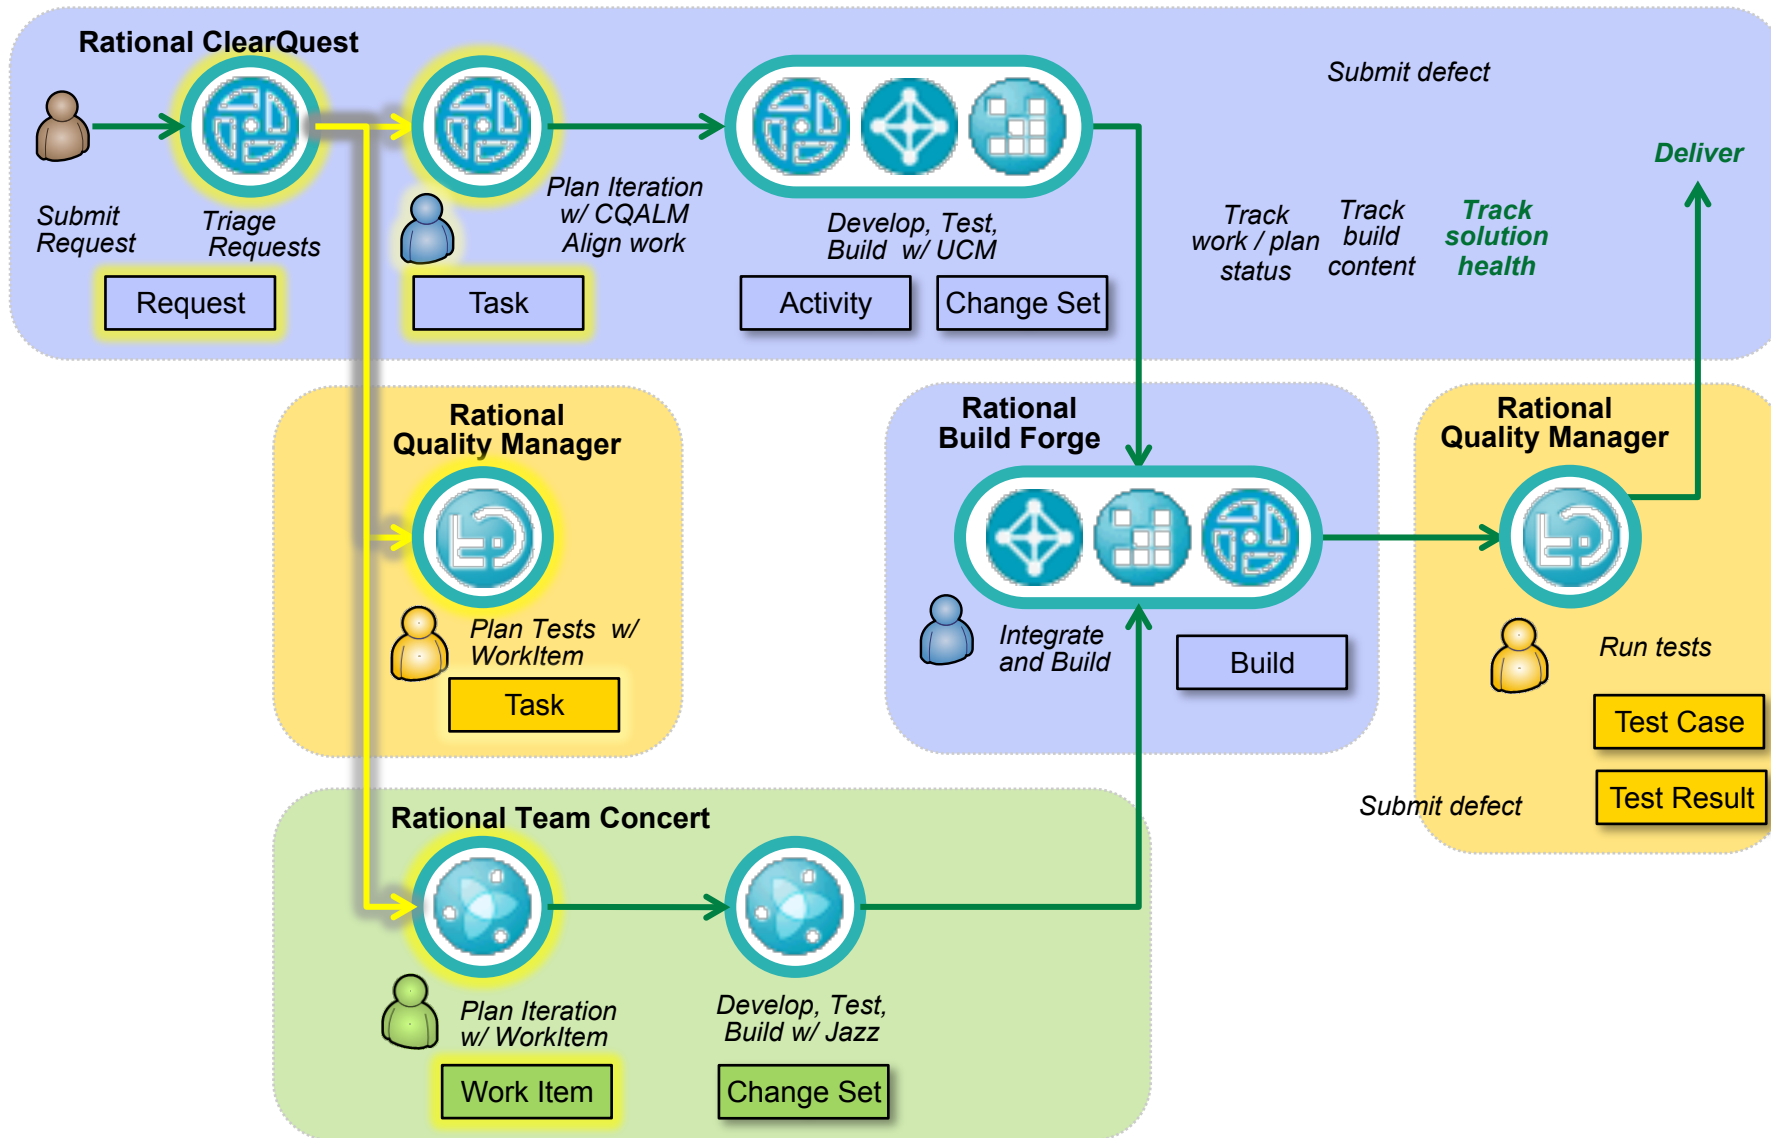 Rational ClearQuest
Submit defect
Deliver
Submit
Request
Triage
Requests
Plan Iteration
w/ CQALM
Align work
Develop, Test,
Build w/ UCM
Track
work / plan
status
Track
build
content
Track
solution
health
Request
Task
Activity
Change Set
Rational
Quality Manager
Plan Tests w/
WorkItem
Task
Rational
Build Forge
Integrate
and Build
Build
Rational
Quality Manager
Run tests
Test Case
Test Result
Submit defect
Rational Team Concert
Plan Iteration
w/ WorkItem
Develop, Test,
Build w/ Jazz
Work Item
Change Set